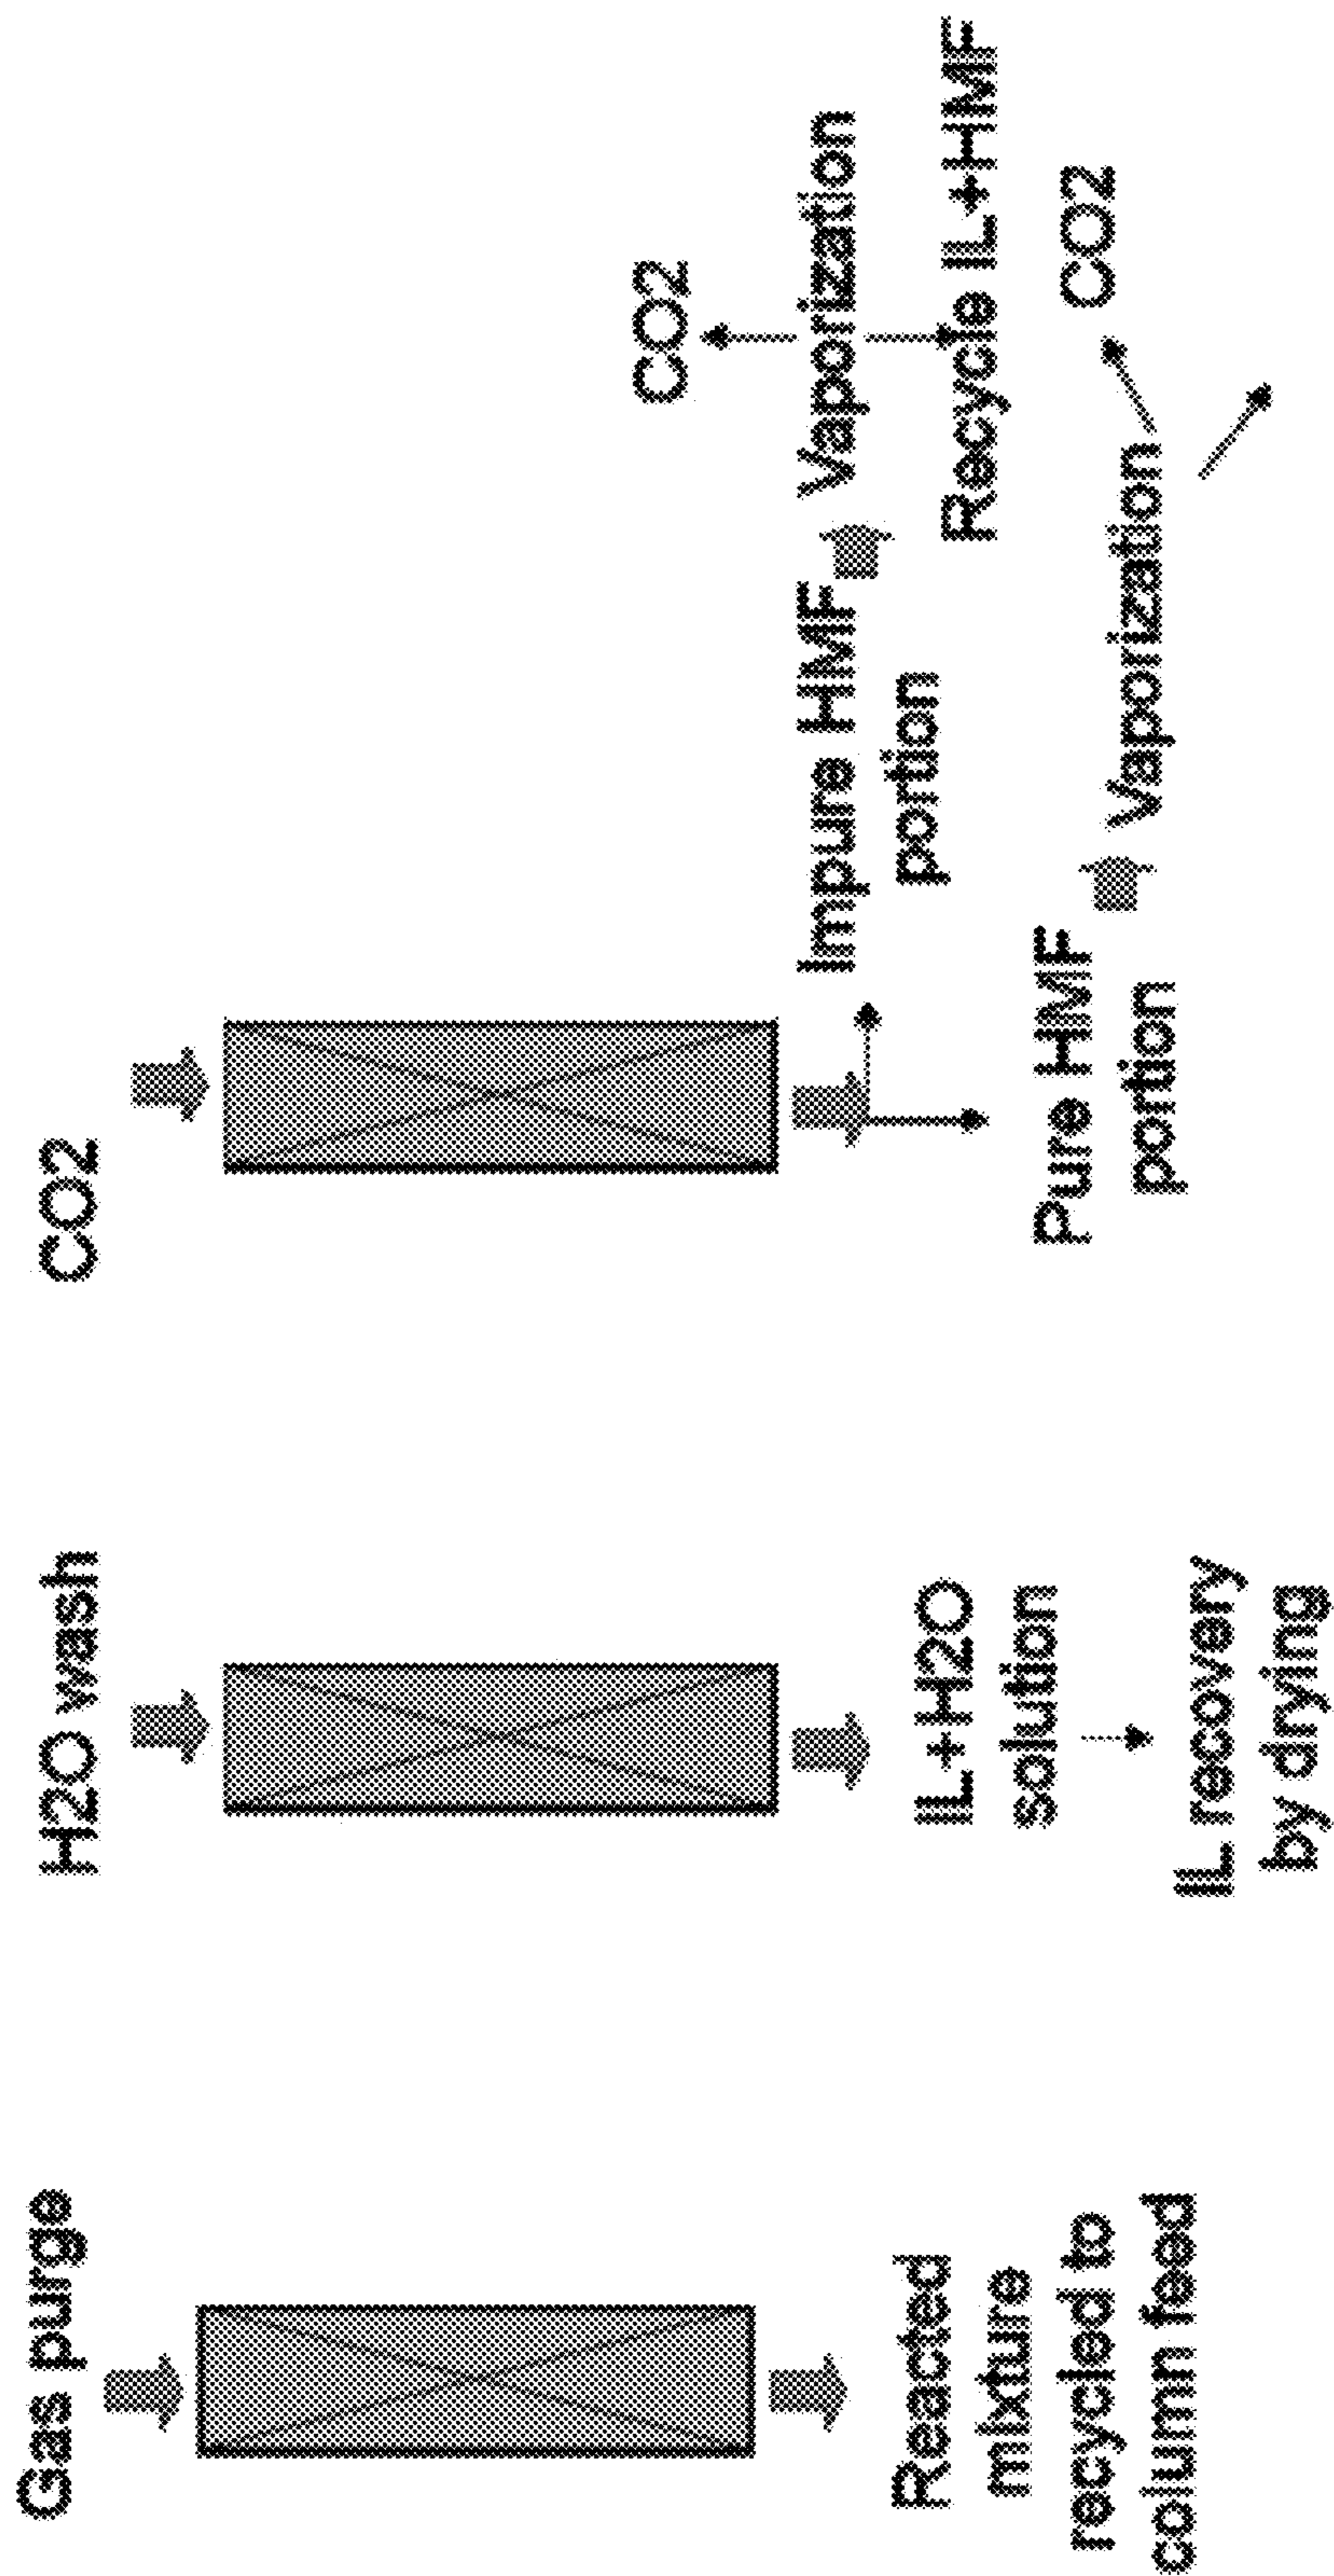 Gas purge
Reacted
mixture
recycled to
column feed
H2O wash
IL+H2O
solution
IL recovery
by drying
CO2
Impure HMF
portion
Vaporization
CO2
Recycle IL+HMF
Pure HMF
portion
Vaporization
CO2